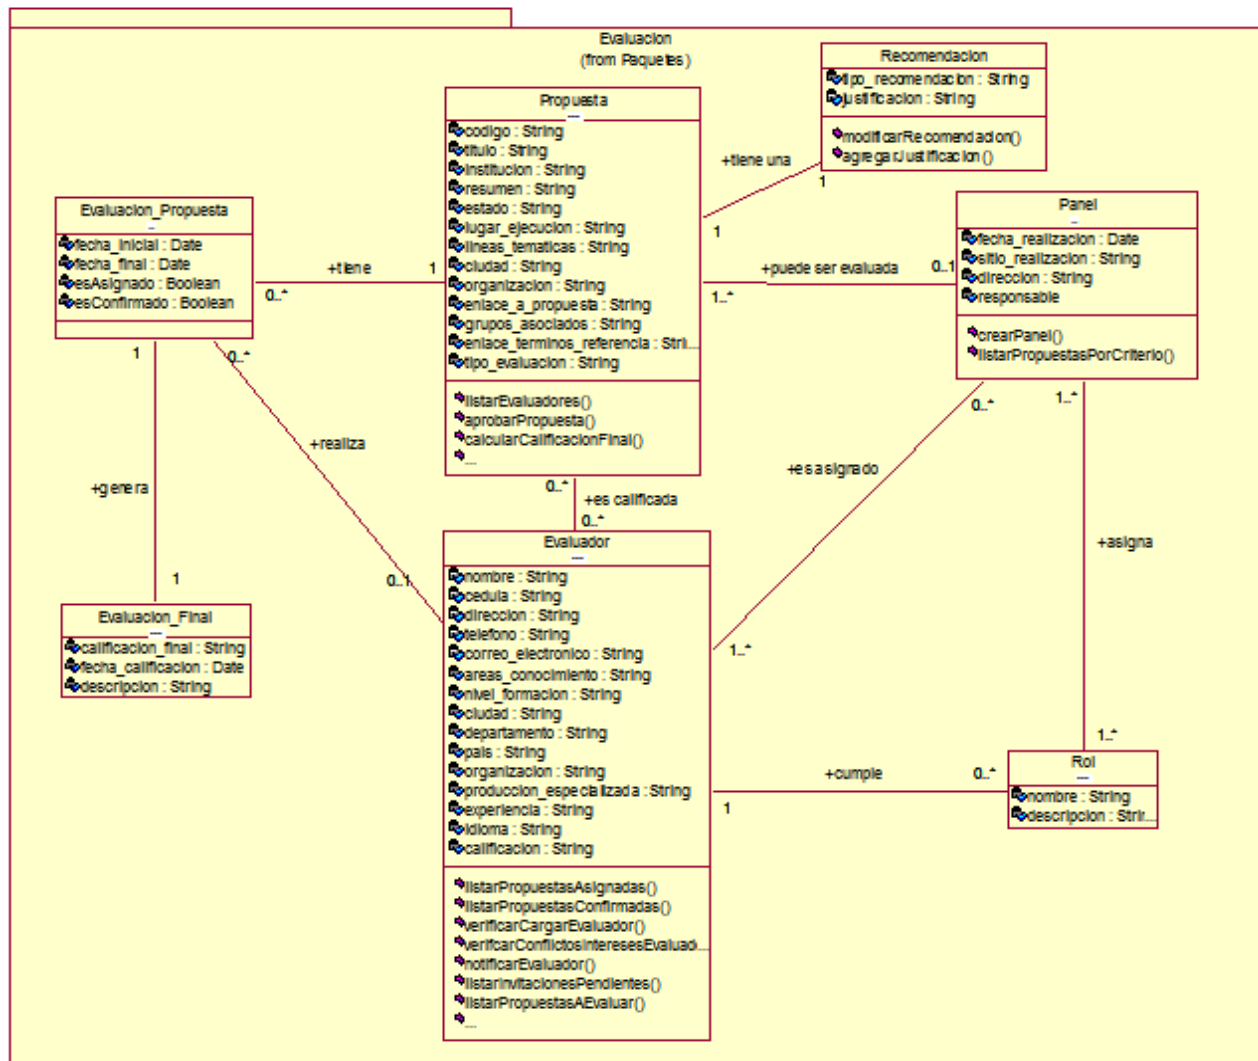 Evaluacion
(from Paquetes)
Recomendacion
tipo_recomendacion : String
justificacion : String
modificarRecomendacion()
agregarJustificacion()
Propuesta
codigo : String
titulo : String
institucion : String
resumen : String
estado : String
lugar_ejecucion : String
lineas_tematicas : String
ciudad : String
organizacion : String
enlace_a_propuesta : String
grupos_asociados : String
enlace_terminos_referencia : Stri...
tipo_evaluacion : String
listarEvaluadores()
aprobarPropuesta()
calcularCalificacionFinal()
....
+tiene una
1
1
Evaluacion_Propuesta
fecha_inicial : Date
fecha_final : Date
esAsignado : Boolean
esConfirmado : Boolean
+tiene
1
0..*
Panel
fecha_realizacion : Date
sitio_realizacion : String
direccion : String
responsable
crearPanel()
listarPropuestasPorCriterio()
+puede ser evaluada
0..1
1..*
1
0..*
+realiza
0..1
+genera
1
0..*
+es calificada
0..*
0..*
+es asignado
1..*
1..*
+asigna
1..*
Evaluacion_Final
calificacion_final : String
fecha_calificacion : Date
descripcion : String
Evaluador
nombre : String
cedula : String
direccion : String
telefono : String
correo_electronico : String
areas_conocimiento : String
nivel_formacion : String
ciudad : String
departamento : String
pais : String
organizacion : String
produccion_especializada : String
experiencia : String
idioma : String
calificacion : String
listarPropuestasAsignadas()
listarPropuestasConfirmadas()
verificarCargarEvaluador()
verifcarConflictosInteresesEvaluad...
notificarEvaluador()
listarInvitacionesPendientes()
listarPropuestasAEvaluar()
....
+cumple
0..*
1
Rol
nombre : String
descripcion : Strin...